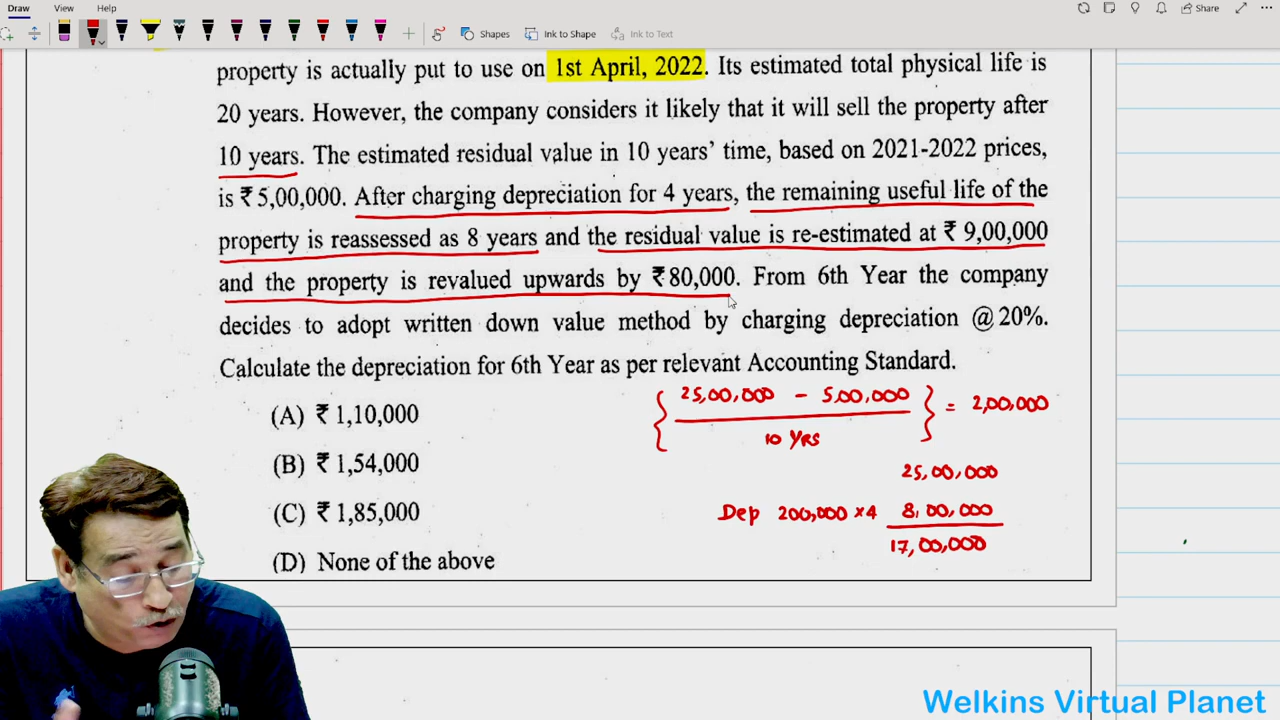 Draw View Help Share
Shapes Ink to Shape Ink to Text
property is actually put to use on 1st April, 2022. Its estimated total physical life is
20 years. However, the company considers it likely that it will sell the property after
10 years. The estimated residual value in 10 years' time, based on 2021-2022 prices,
is ₹ 5,00,000. After charging depreciation for 4 years, the remaining useful life of the
property is reassessed as 8 years and the residual value is re-estimated at ₹ 9,00,000
and the property is revalued upwards by ₹ 80,000. From 6th Year the company
decides to adopt written down value method by charging depreciation @ 20%.
Calculate the depreciation for 6th Year as per relevant Accounting Standard.
(A) ₹ 1,10,000
(B) ₹ 1,54,000
(C) ₹ 1,85,000
(D) None of the above
{ 25,00,000 - 5,00,000 } = 2,00,000
10 YRS
25,00,000
Dep 200,000 ×4 8,00,000
17,00,000
Welkins Virtual Planet